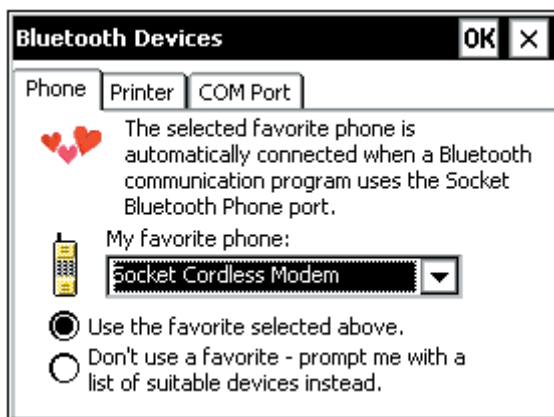 Bluetooth Devices OK ×
Phone Printer COM Port
The selected favorite phone is
automatically connected when a Bluetooth
communication program uses the Socket
Bluetooth Phone port.
My favorite phone:
Socket Cordless Modem
Use the favorite selected above.
Don't use a favorite - prompt me with a
list of suitable devices instead.